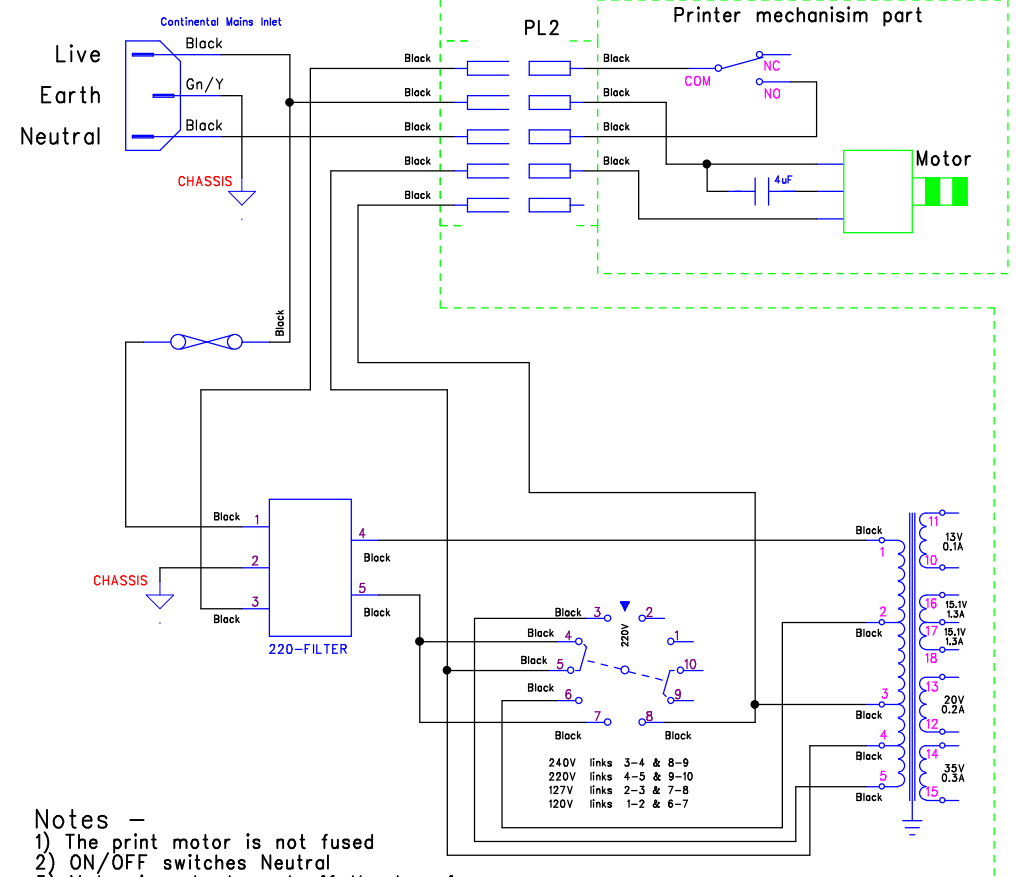 Continental Mains Inlet
PL2
Printer mechanisim part
Live
Black
Black
Black
NC
COM
Earth
Gn/Y
Black
NO
Neutral
Black
Black
Black
Black
Black
Motor
CHASSIS
4uF
Black
Black
Black 1
4
Black
Black
1
2
CHASSIS
5
Black
3
Black
220-FILTER
Black 3
2
220V
Black 4
1
Black 5
10
Black 6
9
7
8
Black
Black
2
Black
3
Black
4
Black
5
Black
11
13V
0.1A
10
16
15.1V
1.3A
17
15.1V
1.3A
18
13
20V
0.2A
12
14
35V
0.3A
15
240V links 3-4 & 8-9
220V links 4-5 & 9-10
127V links 2-3 & 7-8
120V links 1-2 & 6-7
Notes -
1) The print motor is not fused
2) ON/OFF switches Neutral